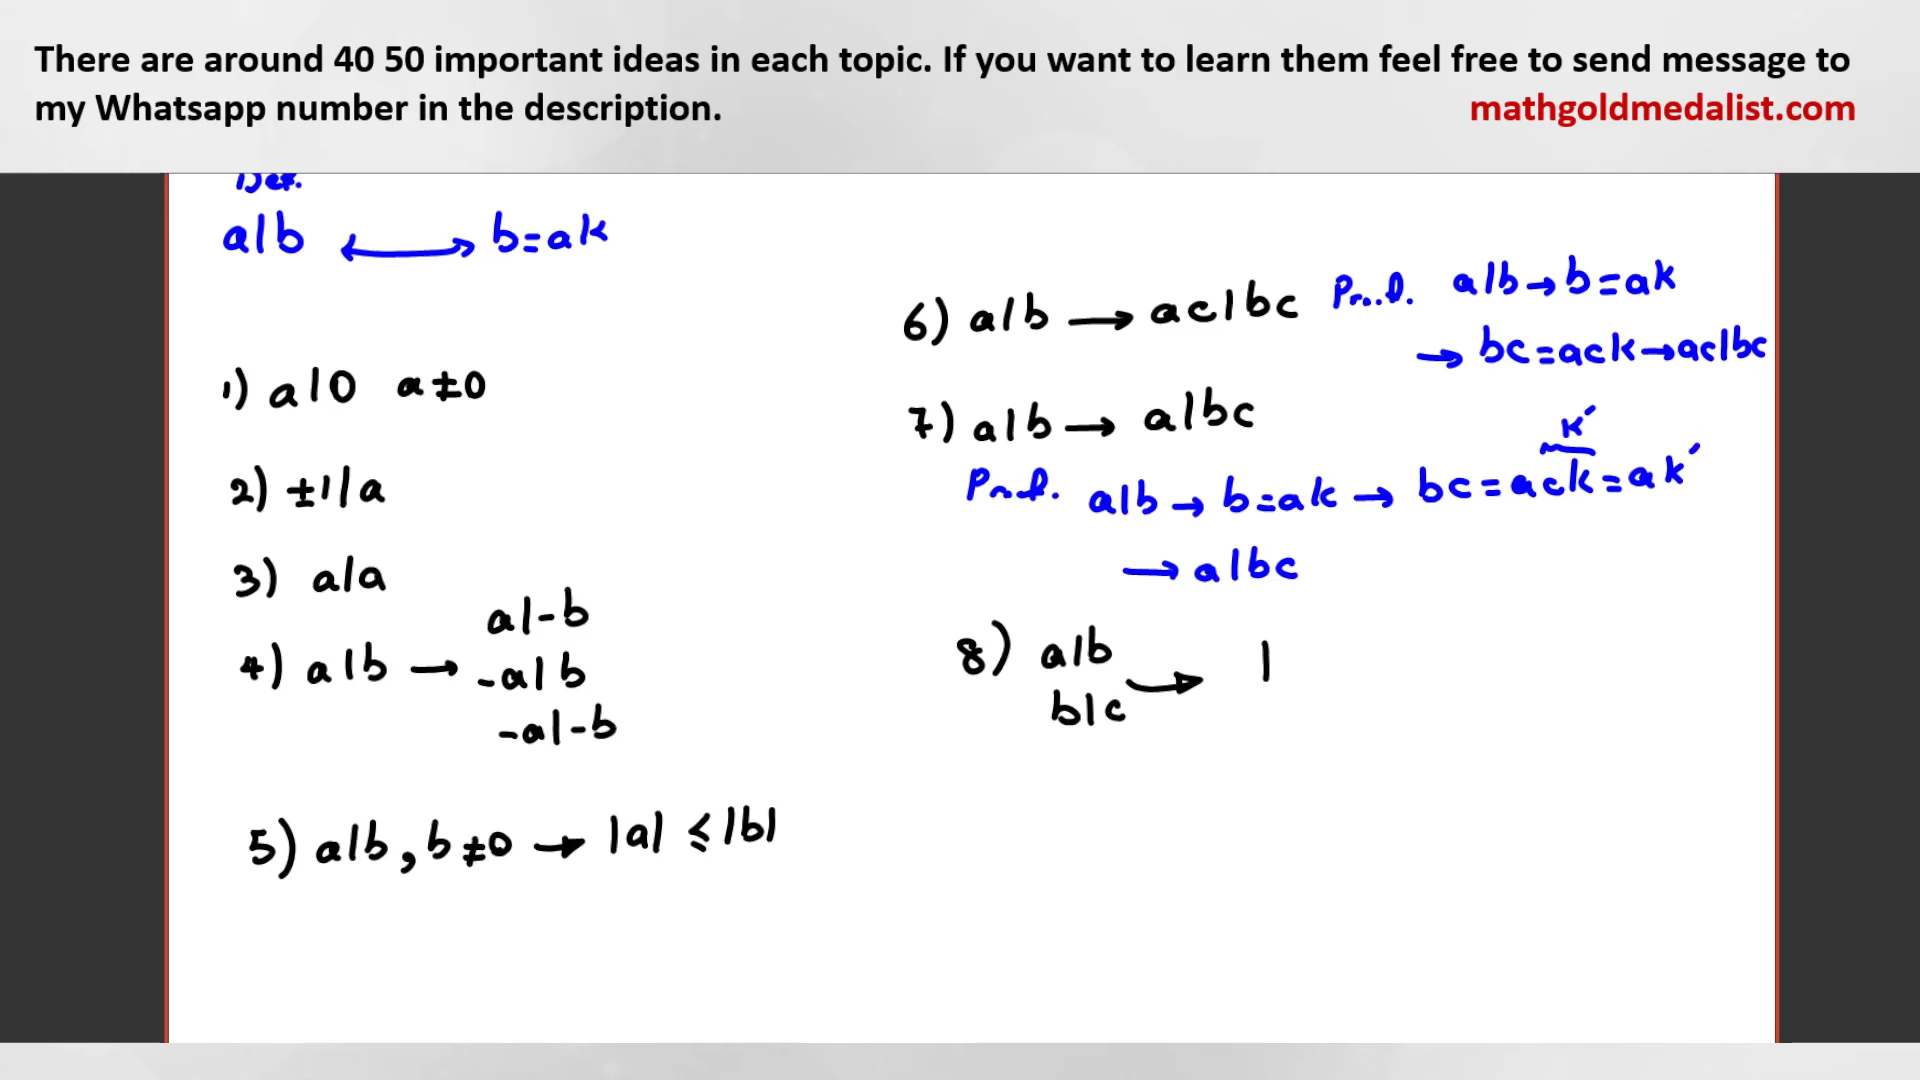 There are around 40 50 important ideas in each topic. If you want to learn them feel free to send message to
my Whatsapp number in the description.
mathgoldmedalist.com
Def.
a|b ⟷ b=ak
1) a|0 a≠0
2) ±1|a
3) a|a
4) a|b → a|-b
-a|b
-a|-b
5) a|b, b≠0 → |a| ≤ |b|
6) a|b → ac|bc Proof. a|b → b=ak
→ bc=ack → ac|bc
7) a|b → a|bc
k′
Proof. a|b → b=ak → bc=ack=ak′
→ a|bc
8) a|b
b|c → |